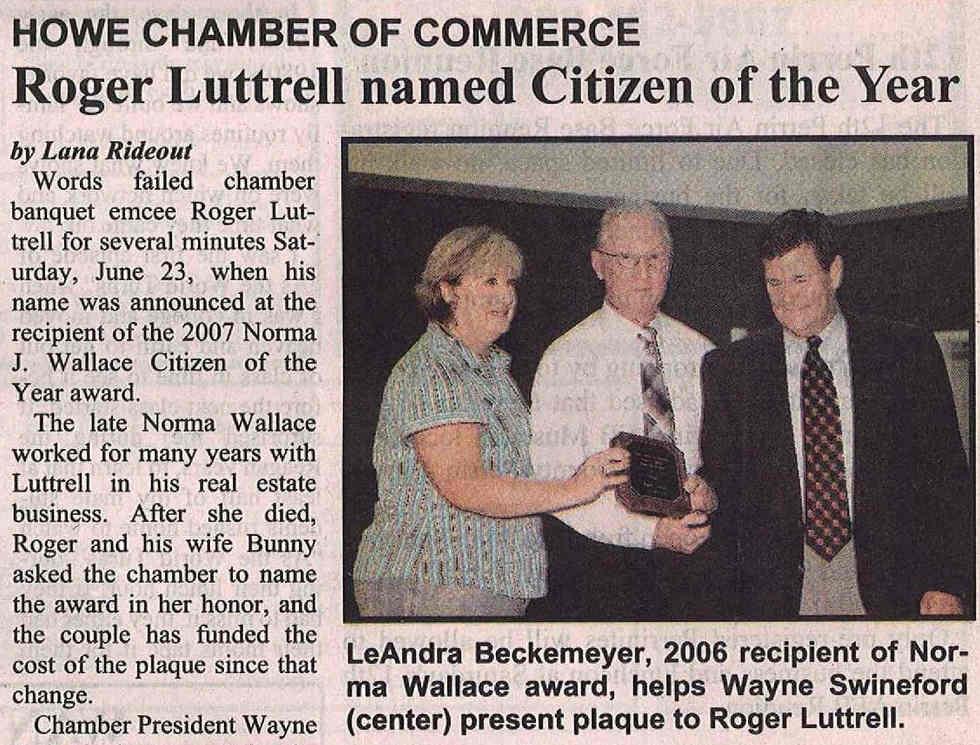 HOWE CHAMBER OF COMMERCE
Roger Luttrell named Citizen of the Year
by Lana Rideout
Words failed chamber
banquet emcee Roger Lut-
trell for several minutes Sat-
urday, June 23, when his
name was announced at the
recipient of the 2007 Norma
J. Wallace Citizen of the
Year award.
The late Norma Wallace
worked for many years with
Luttrell in his real estate
business. After she died,
Roger and his wife Bunny
asked the chamber to name
the award in her honor, and
the couple has funded the
cost of the plaque since that
change.
Chamber President Wayne
LeAndra Beckemeyer, 2006 recipient of Nor-
ma Wallace award, helps Wayne Swineford
(center) present plaque to Roger Luttrell.